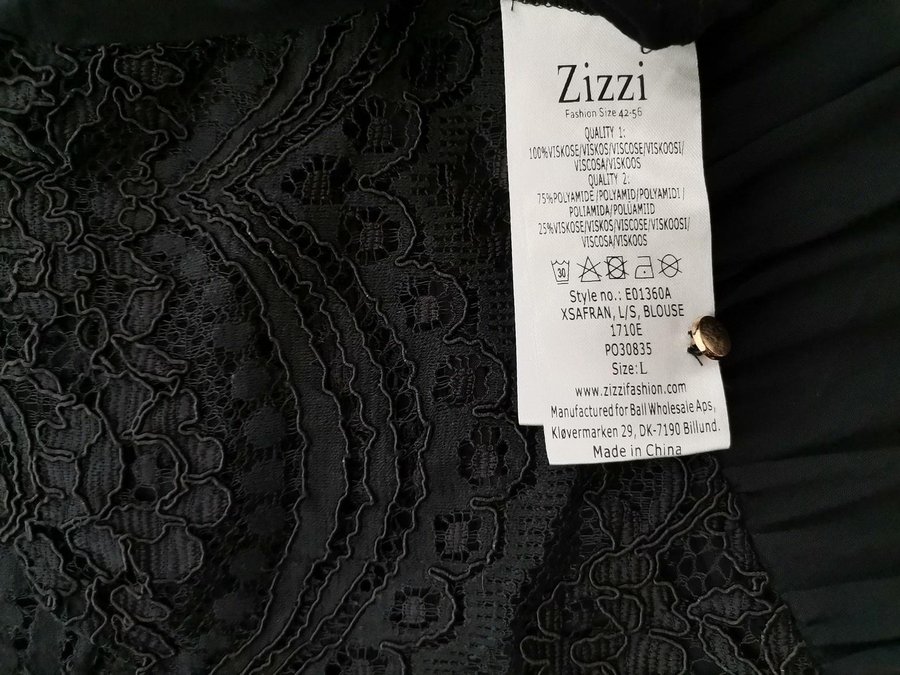 Zizzi
Fashion Size 42-56
QUALITY 1:
100%VISKOSE/VISKOS/VISCOSE/VISKOOSI/
VISCOSA/VISKOOS
QUALITY 2:
75%POLYAMIDE/POLYAMID/POLYAMIDI/
POLIAMIDA/POLUAMIID
25%VISKOSE/VISKOS/VISCOSE/VISKOOSI/
VISCOSA/VISKOOS
30
Style no.: E01360A
XSAFRAN, L/S, BLOUSE
1710E
PO30835
Size: L
www.zizzifashion.com
Manufactured for Ball Wholesale Aps,
Kløvermarken 29, DK-7190 Billund.
Made in China